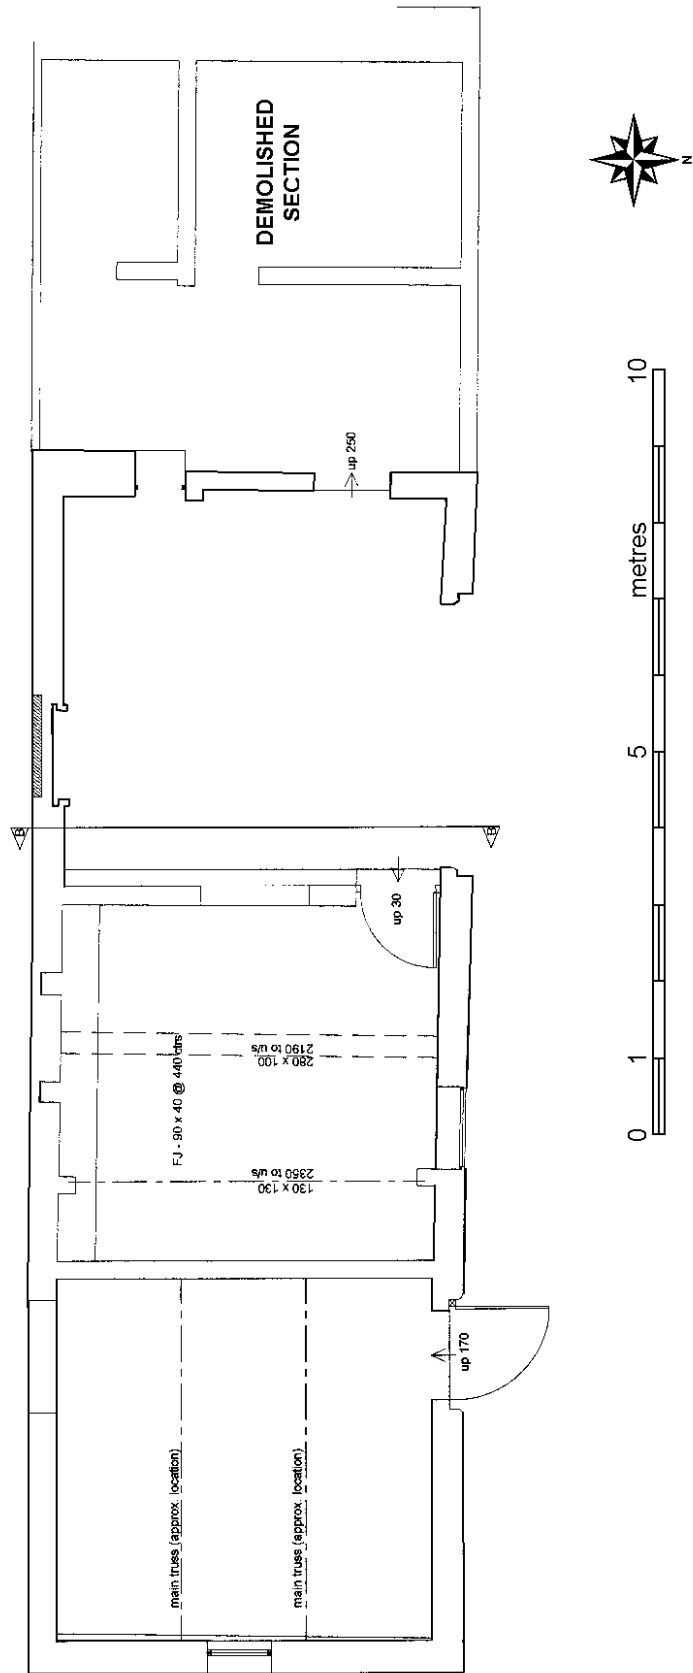 DEMOLISHED
SECTION
up 250
B
B
up 30
FJ - 90 x 40 @ 440 ctrs
280 x 100
2190 to u/s
130 x 130
2350 to u/s
up 170
main truss (approx. location)
main truss (approx. location)
N
0
1
5
metres
10